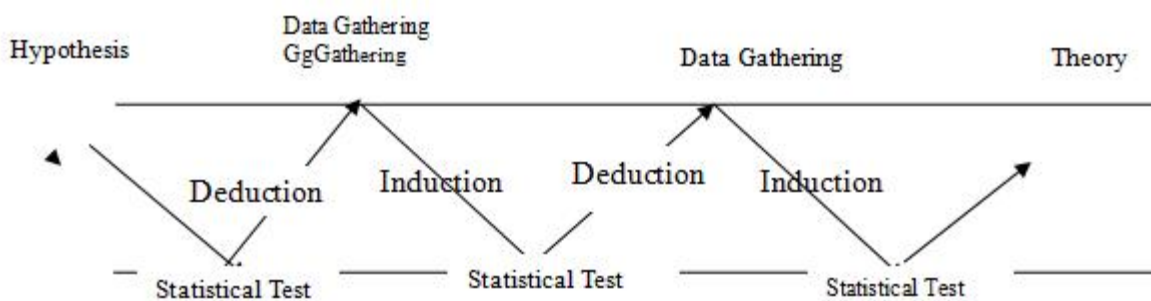 Hypothesis
Data Gathering
GgGathering
Data Gathering
Theory
Deduction
Induction
Deduction
Induction
Statistical Test
Statistical Test
Statistical Test